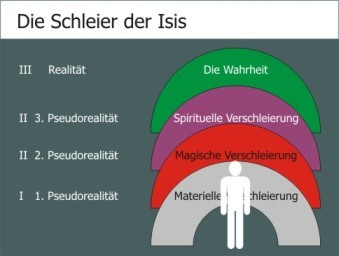 Die Schleier der Isis
III Realität
Die Wahrheit
II 3. Pseudorealität
Spirituelle Verschleierung
II 2. Pseudorealität
Magische Verschleierung
I 1. Pseudorealität
Materielle chleierung